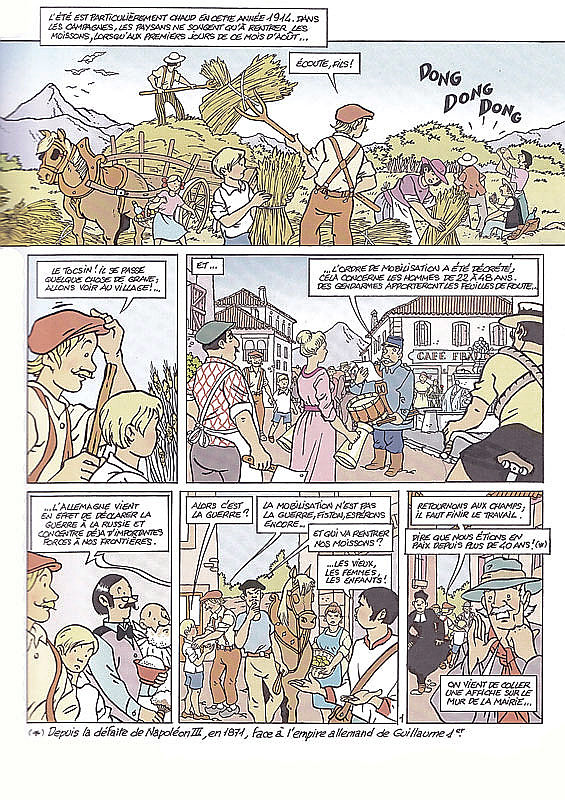 L'ÉTÉ EST PARTICULIÈREMENT CHAUD EN CETTE ANNÉE 1914. DANS
LES CAMPAGNES, LES PAYSANS NE SONGENT QU'À RENTRER LES
MOISSONS, LORSQU'AUX PREMIERS JOURS DE CE MOIS D'AOÛT...
ÉCOUTE, FILS!
DONG
DONG
DONG
LE TOCSIN! IL SE PASSE
QUELQUE CHOSE DE GRAVE;
ALLONS VOIR AU VILLAGE!...
ET...
...L'ORDRE DE MOBILISATION A ÉTÉ DÉCRÉTÉ;
CELÀ CONCERNE LES HOMMES DE 22 À 48 ANS.
DES GENDARMES APPORTERONT LES FEUILLES DE ROUTE...
CAFÉ
...L'ALLEMAGNE VIENT
EN EFFET DE DÉCLARER LA
GUERRE À LA RUSSIE ET
CONCENTRE DÉJÀ D'IMPORTANTES
FORCES À NOS FRONTIÈRES.
ALORS C'EST
LA GUERRE?
LA MOBILISATION N'EST PAS
LA GUERRE, FISTON, ESPÉRONS
ENCORE...
ET QUI VA RENTRER
NOS MOISSONS?
...LES VIEUX,
LES FEMMES,
LES ENFANTS!
RETOURNONS AUX CHAMPS;
IL FAUT FINIR LE TRAVAIL.
DIRE QUE NOUS ÉTIONS EN
PAIX DEPUIS PLUS DE 40 ANS! (*)
ON VIENT DE COLLER
UNE AFFICHE SUR LE
MUR DE LA MAIRIE...
1
(*) Depuis la défaite de Napoléon III, en 1871, face à l'empire allemand de Guillaume 1er.